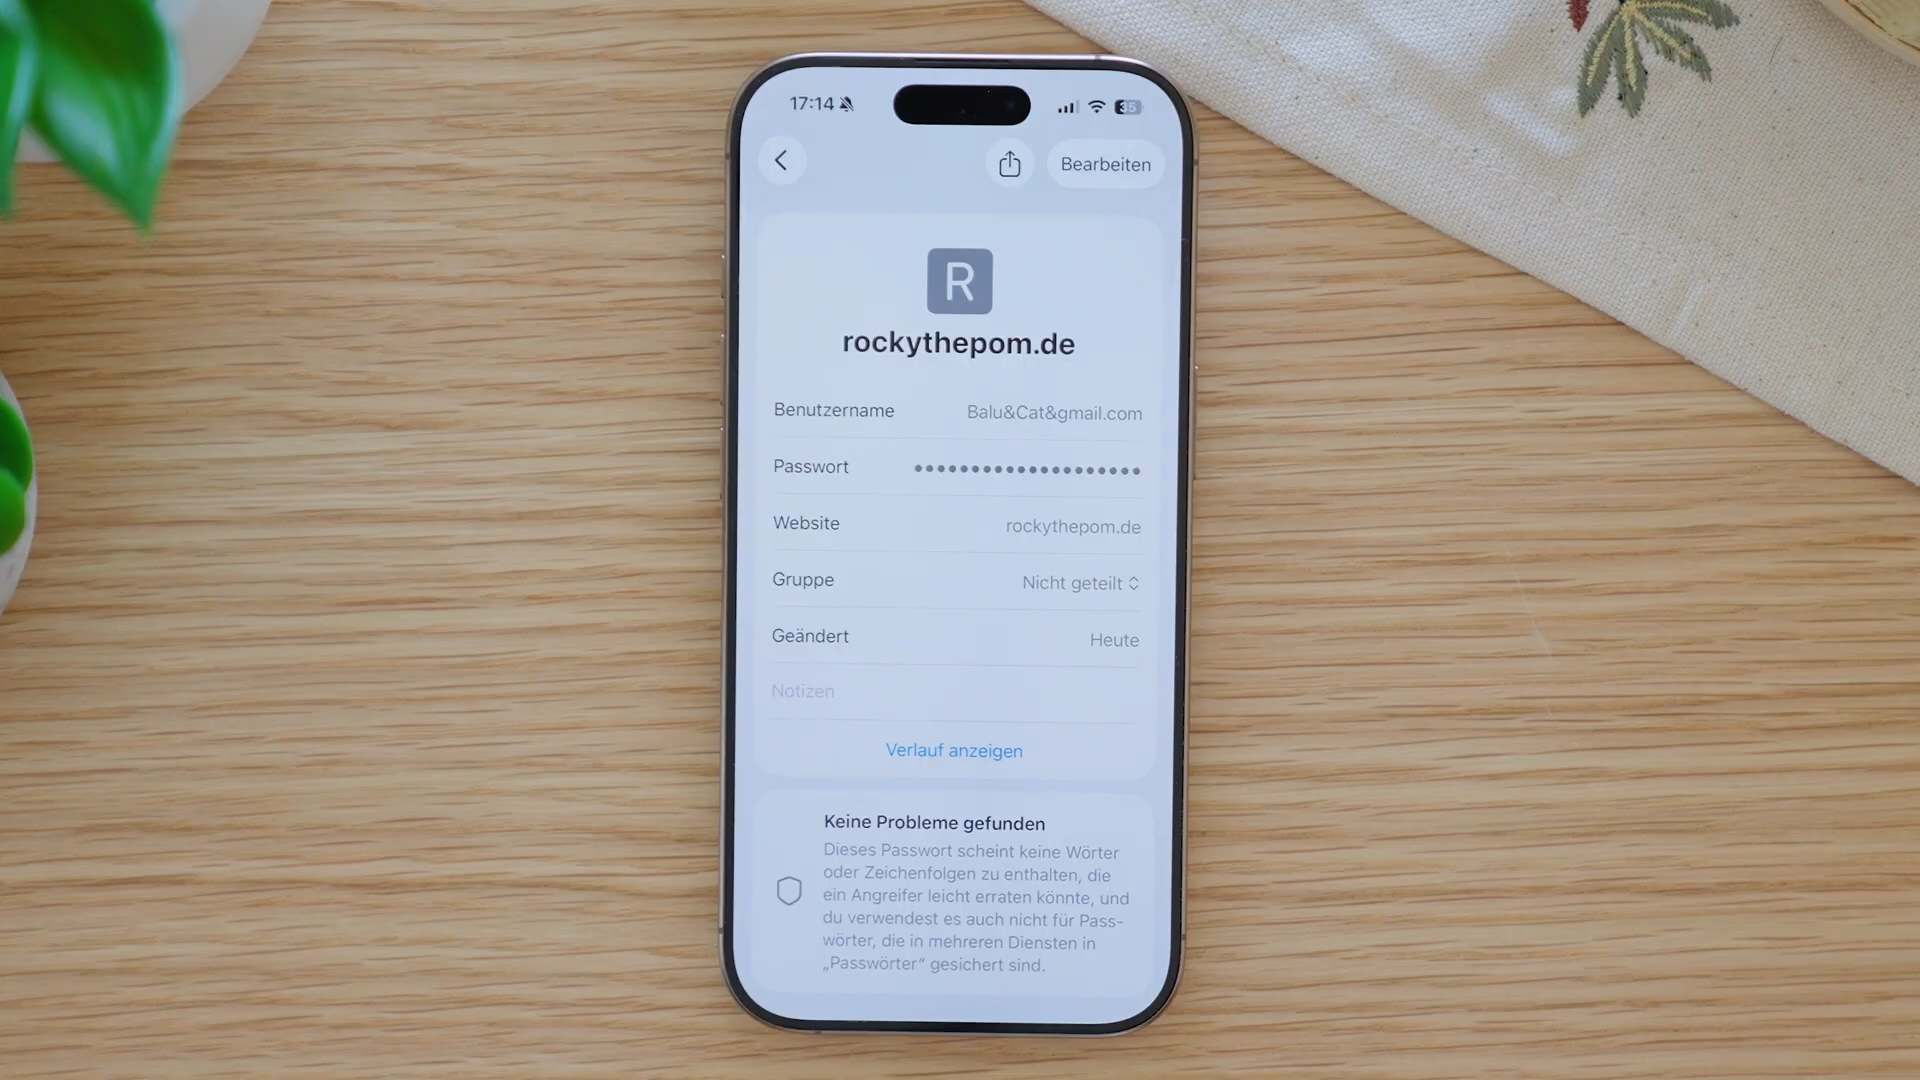 17:14
35
Bearbeiten
R
rockythepom.de
Benutzername Balu&Cat&gmail.com
Passwort ••••••••••••••••••••
Website rockythepom.de
Gruppe Nicht geteilt
Geändert Heute
Notizen
Verlauf anzeigen
Keine Probleme gefunden
Dieses Passwort scheint keine Wörter
oder Zeichenfolgen zu enthalten, die
ein Angreifer leicht erraten könnte, und
du verwendest es auch nicht für Pass-
wörter, die in mehreren Diensten in
„Passwörter“ gesichert sind.